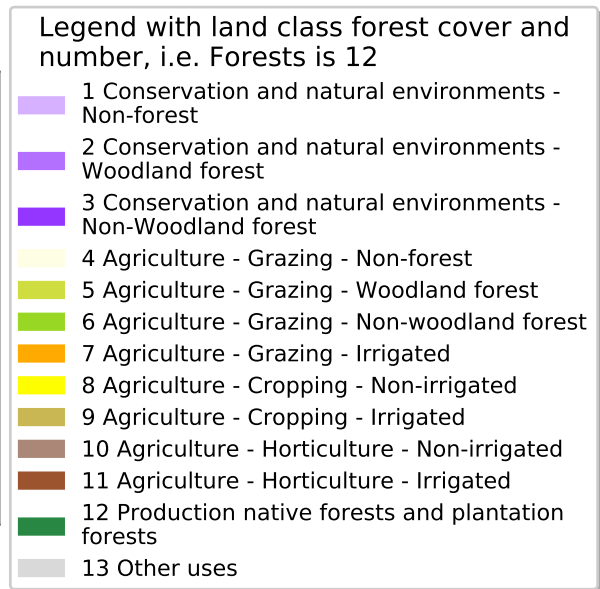 Legend with land class forest cover and
number, i.e. Forests is 12
1 Conservation and natural environments -
Non-forest
2 Conservation and natural environments -
Woodland forest
3 Conservation and natural environments -
Non-Woodland forest
4 Agriculture - Grazing - Non-forest
5 Agriculture - Grazing - Woodland forest
6 Agriculture - Grazing - Non-woodland forest
7 Agriculture - Grazing - Irrigated
8 Agriculture - Cropping - Non-irrigated
9 Agriculture - Cropping - Irrigated
10 Agriculture - Horticulture - Non-irrigated
11 Agriculture - Horticulture - Irrigated
12 Production native forests and plantation
forests
13 Other uses